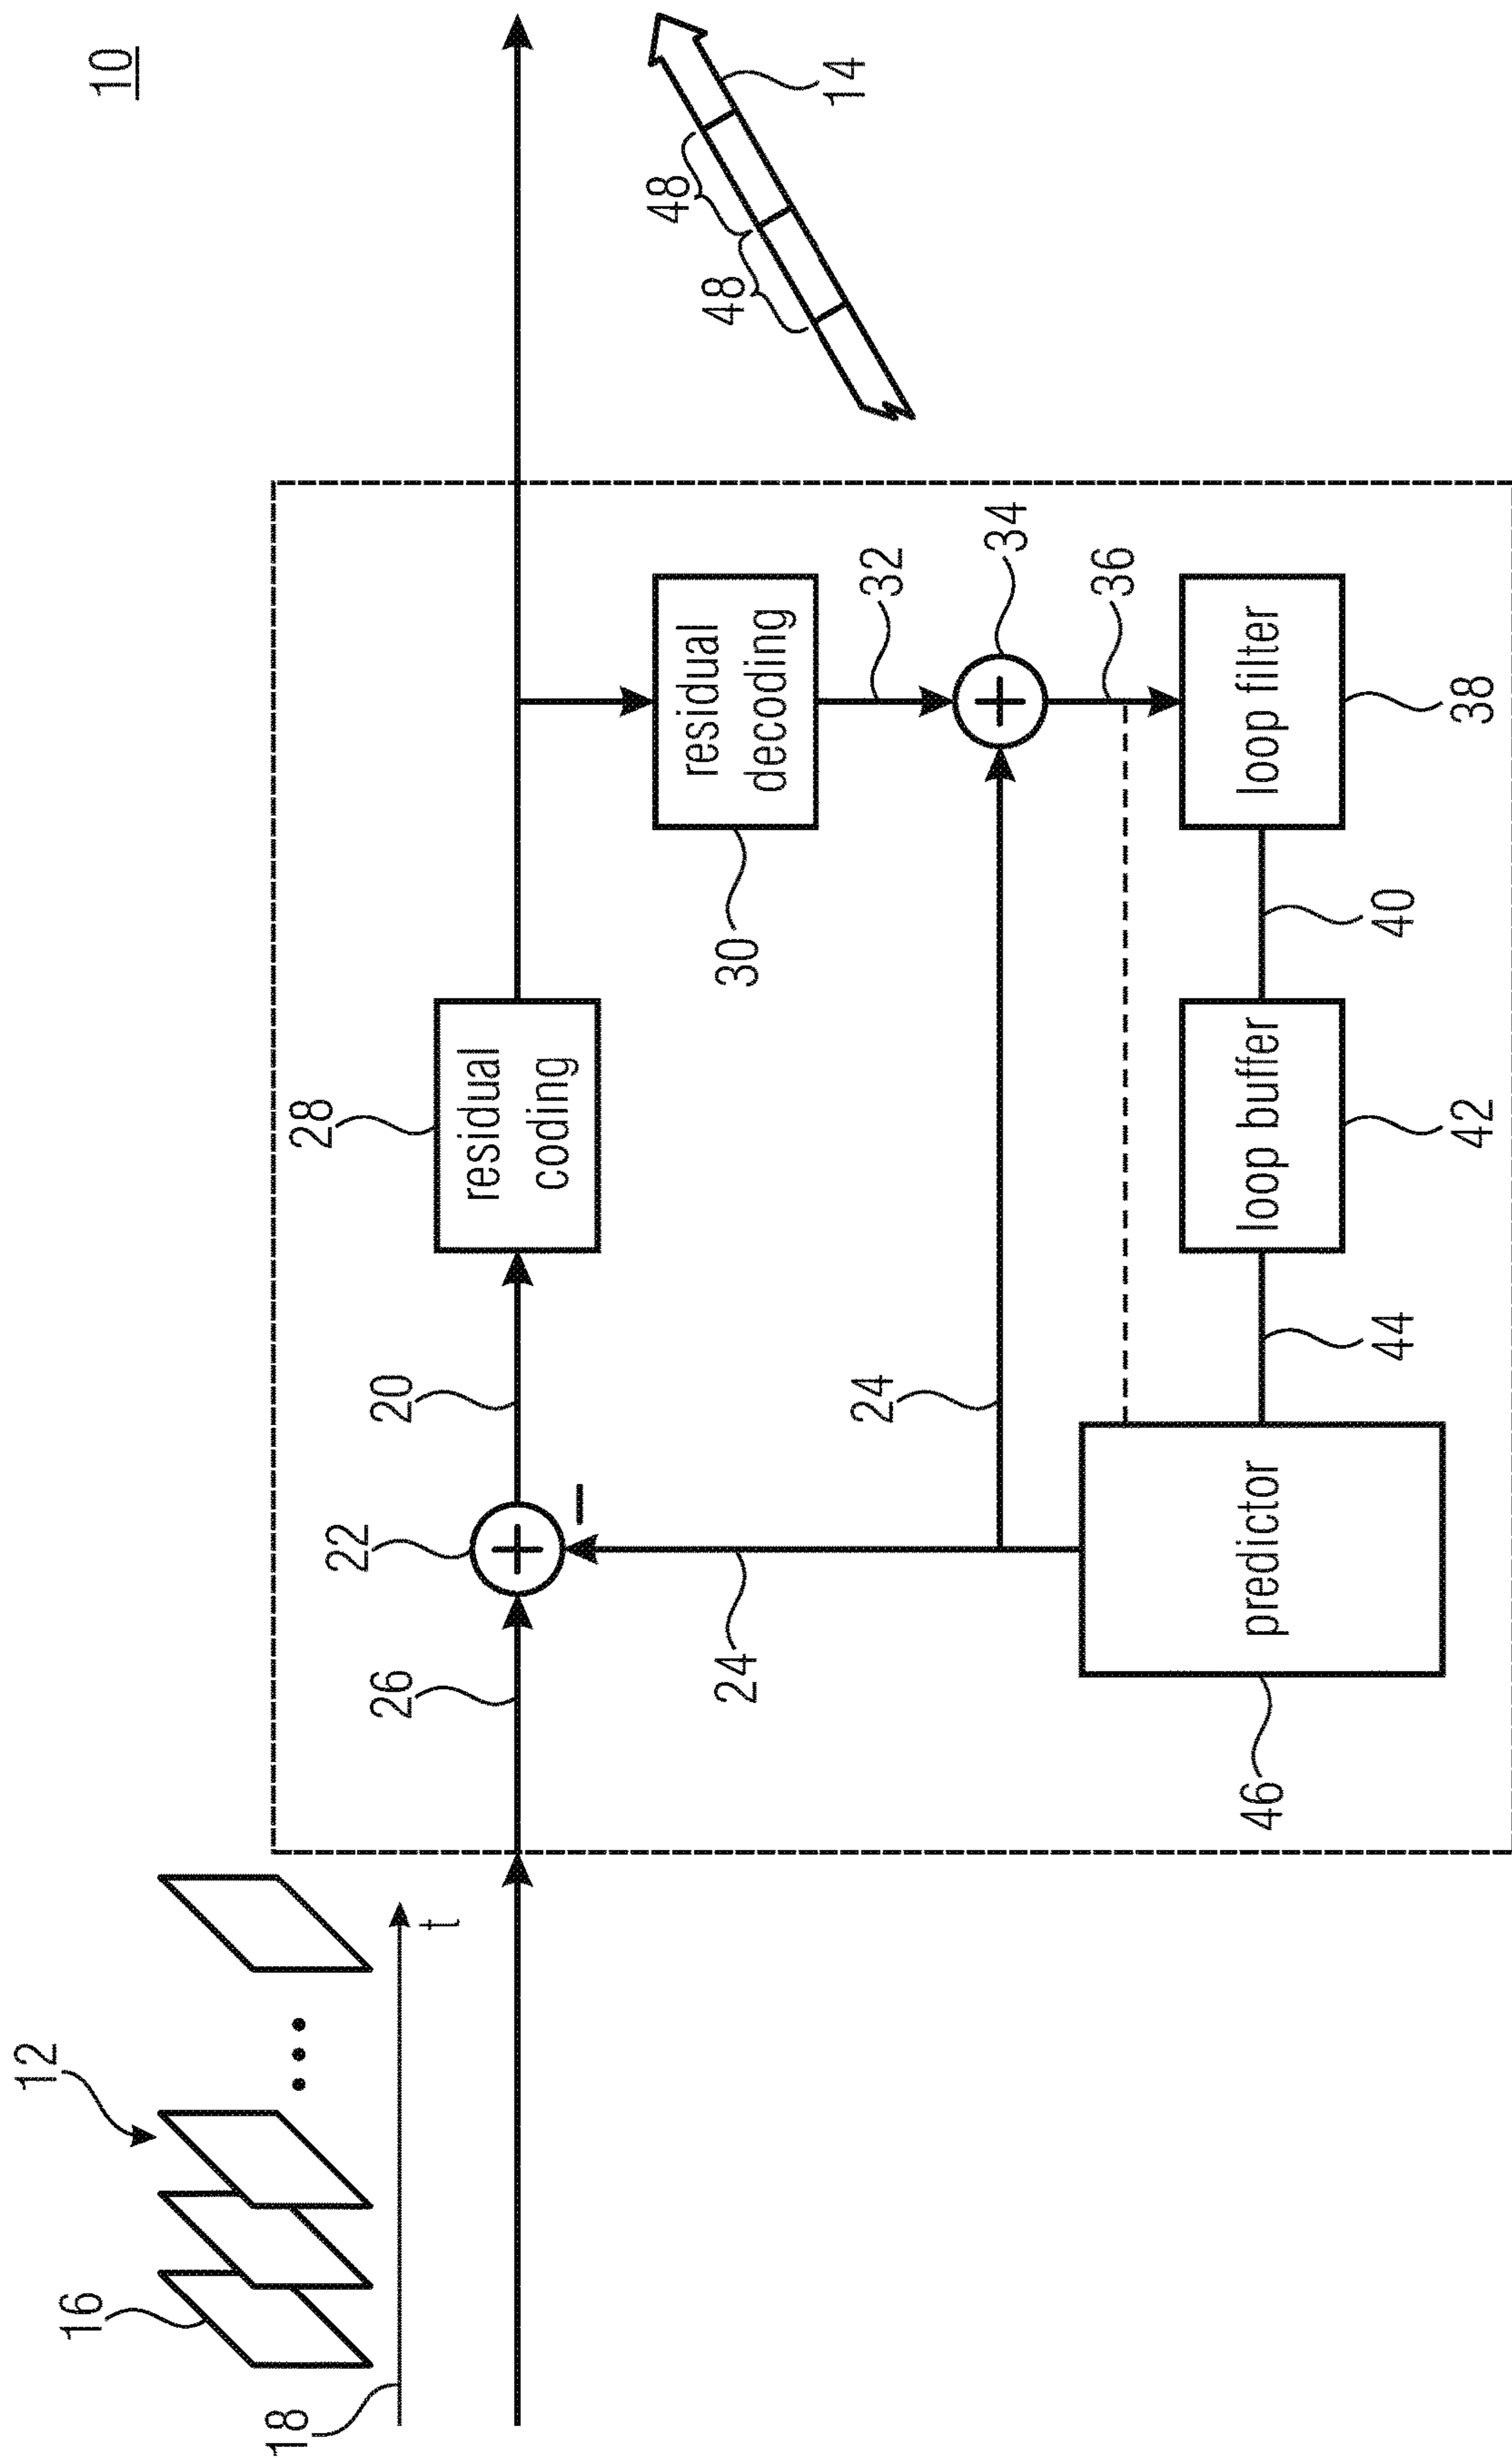 10
12
16
18
t
26
22
20
28
residual
coding
24
24
30
residual
decoding
32
34
36
46
predictor
44
loop buffer
42
40
loop filter
38
48
48
14